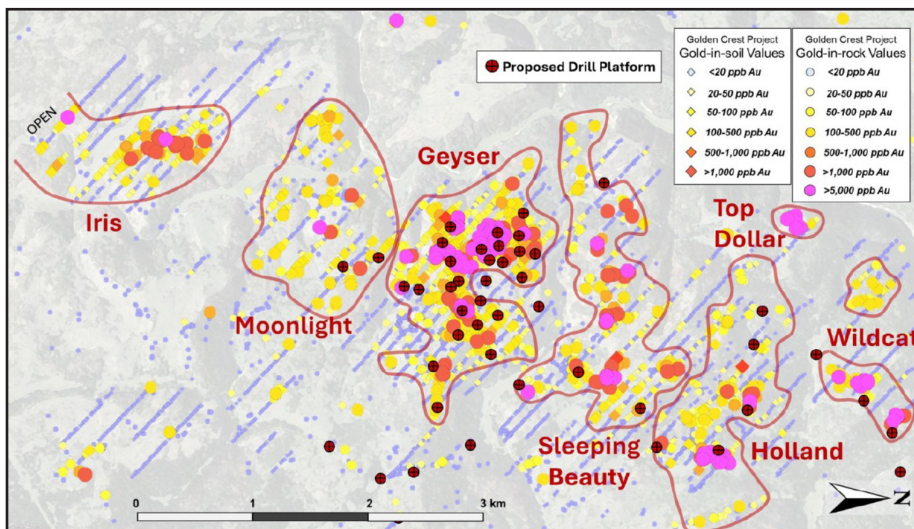 Proposed Drill Platform
Golden Crest Project
Gold-in-soil Values
<20 ppb Au
20-50 ppb Au
50-100 ppb Au
100-500 ppb Au
500-1,000 ppb Au
>1,000 ppb Au
Golden Crest Project
Gold-in-rock Values
<20 ppb Au
20-50 ppb Au
50-100 ppb Au
100-500 ppb Au
500-1,000 ppb Au
>1,000 ppb Au
>5,000 ppb Au
OPEN
Iris
Moonlight
Geyser
Top
Dollar
Wildcat
Sleeping
Beauty
Holland
0 1 2 3 km
N